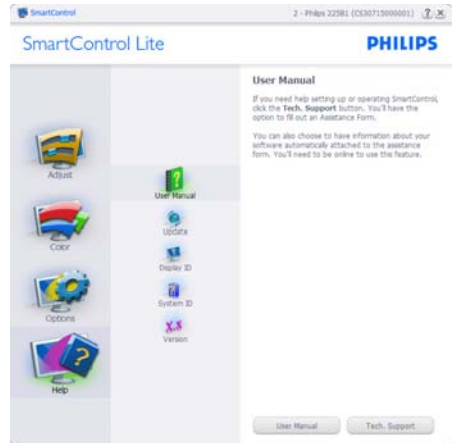 SmartControl
2 - Philips 225B1 (CS30715000001)
SmartControl Lite
PHILIPS
Adjust
Color
Options
Help
User Manual
Update
Display ID
System ID
Version
User Manual
If you need help setting up or operating SmartControl,
click the Tech. Support button. You'll have the
option to fill out an Assistance Form.
You can also choose to have information about your
software automatically attached to the assistance
form. You'll need to be online to use this feature.
User Manual
Tech. Support